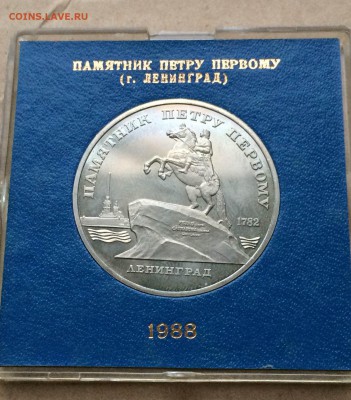 COINS.LAVE.RU
ПАМЯТНИК ПЕТРУ ПЕРВОМУ
(г. ЛЕНИНГРАД)
ПАМЯТНИК ПЕТРУ ПЕРВОМУ
1782
ЛЕНИНГРАД
1988